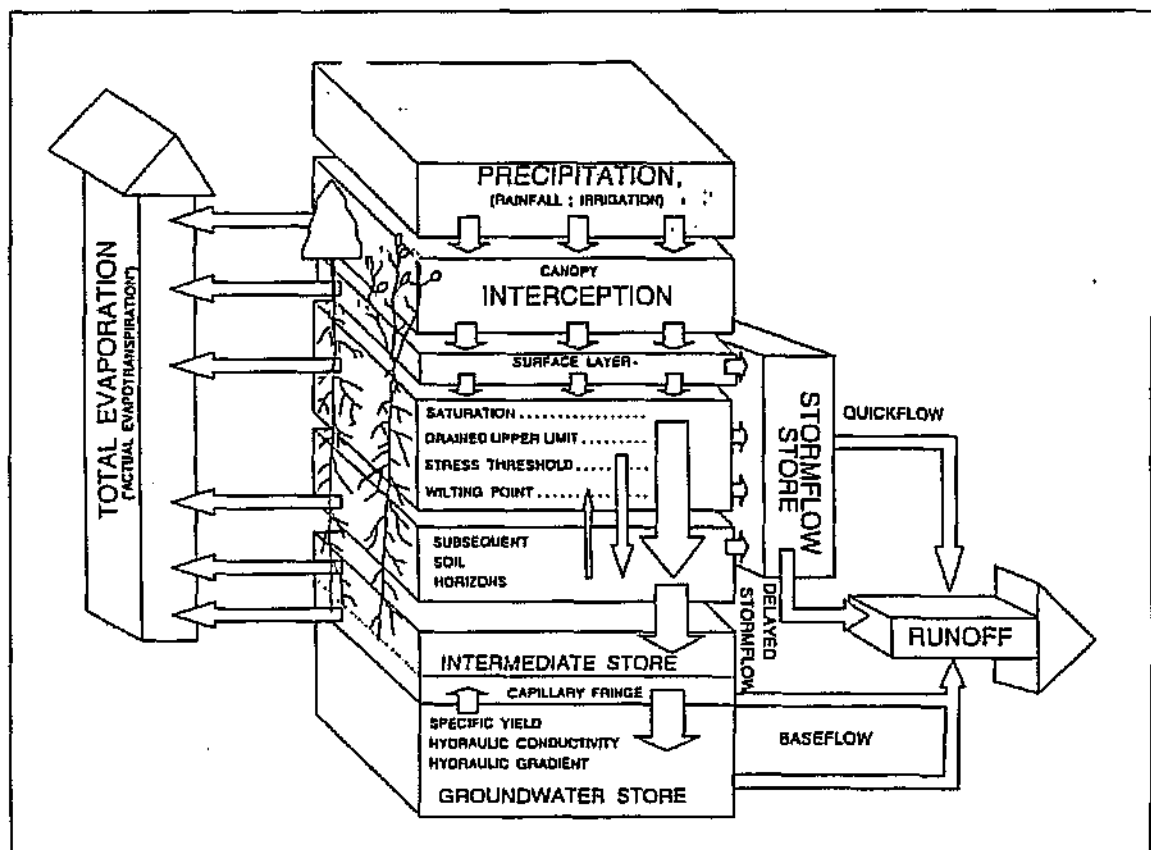 PRECIPITATION,
(RAINFALL ; IRRIGATION)
CANOPY
INTERCEPTION
SURFACE LAYER
SATURATION ....................
DRAINED UPPER LIMIT ..........
STRESS THRESHOLD ...........
WILTING POINT .................
SUBSEQUENT
SOIL
HORIZONS
INTERMEDIATE STORE
CAPILLARY FRINGE
SPECIFIC YIELD
HYDRAULIC CONDUCTIVITY
HYDRAULIC GRADIENT
GROUNDWATER STORE
TOTAL EVAPORATION
("ACTUAL EVAPOTRANSPIRATION")
STORMFLOW
STORE
QUICKFLOW
DELAYED
STORMFLOW
RUNOFF
BASEFLOW